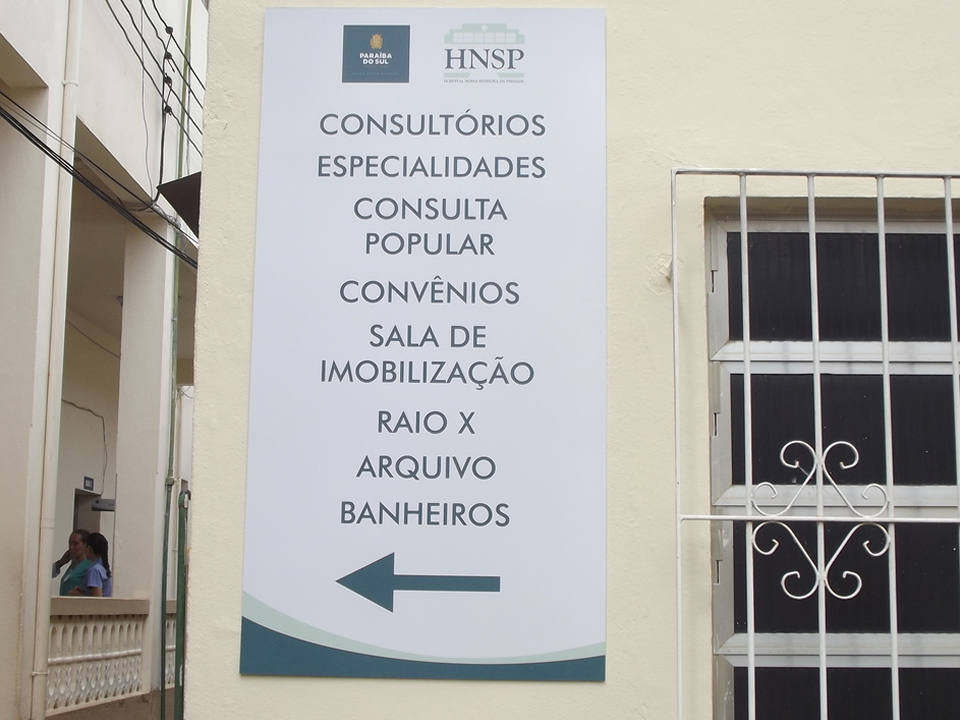 PARAÍBA
DO SUL
HNSP
CONSULTÓRIOS
ESPECIALIDADES
CONSULTA
POPULAR
CONVÊNIOS
SALA DE
IMOBILIZAÇÃO
RAIO X
ARQUIVO
BANHEIROS